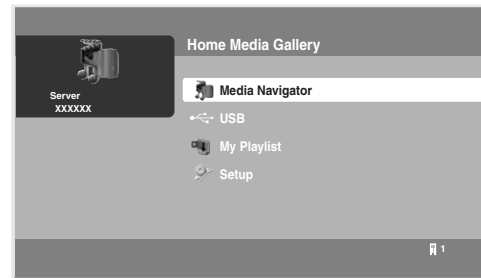 Home Media Gallery
Server
XXXXXX
Media Navigator
USB
My Playlist
Setup
1